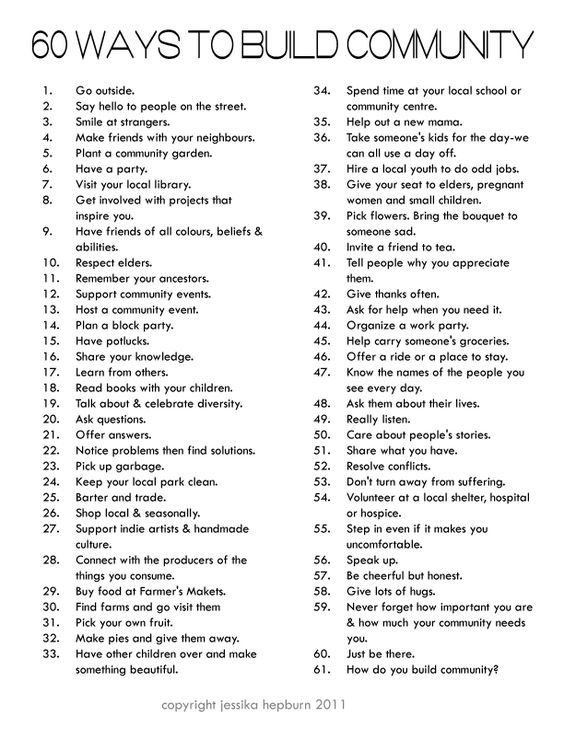 60 WAYS TO BUILD COMMUNITY
1. Go outside.
2. Say hello to people on the street.
3. Smile at strangers.
4. Make friends with your neighbours.
5. Plant a community garden.
6. Have a party.
7. Visit your local library.
8. Get involved with projects that
inspire you.
9. Have friends of all colours, beliefs &
abilities.
10. Respect elders.
11. Remember your ancestors.
12. Support community events.
13. Host a community event.
14. Plan a block party.
15. Have potlucks.
16. Share your knowledge.
17. Learn from others.
18. Read books with your children.
19. Talk about & celebrate diversity.
20. Ask questions.
21. Offer answers.
22. Notice problems then find solutions.
23. Pick up garbage.
24. Keep your local park clean.
25. Barter and trade.
26. Shop local & seasonally.
27. Support indie artists & handmade
culture.
28. Connect with the producers of the
things you consume.
29. Buy food at Farmer's Makets.
30. Find farms and go visit them
31. Pick your own fruit.
32. Make pies and give them away.
33. Have other children over and make
something beautiful.
34. Spend time at your local school or
community centre.
35. Help out a new mama.
36. Take someone's kids for the day-we
can all use a day off.
37. Hire a local youth to do odd jobs.
38. Give your seat to elders, pregnant
women and small children.
39. Pick flowers. Bring the bouquet to
someone sad.
40. Invite a friend to tea.
41. Tell people why you appreciate
them.
42. Give thanks often.
43. Ask for help when you need it.
44. Organize a work party.
45. Help carry someone's groceries.
46. Offer a ride or a place to stay.
47. Know the names of the people you
see every day.
48. Ask them about their lives.
49. Really listen.
50. Care about people's stories.
51. Share what you have.
52. Resolve conflicts.
53. Don't turn away from suffering.
54. Volunteer at a local shelter, hospital
or hospice.
55. Step in even if it makes you
uncomfortable.
56. Speak up.
57. Be cheerful but honest.
58. Give lots of hugs.
59. Never forget how important you are
& how much your community needs
you.
60. Just be there.
61. How do you build community?
copyright jessika hepburn 2011